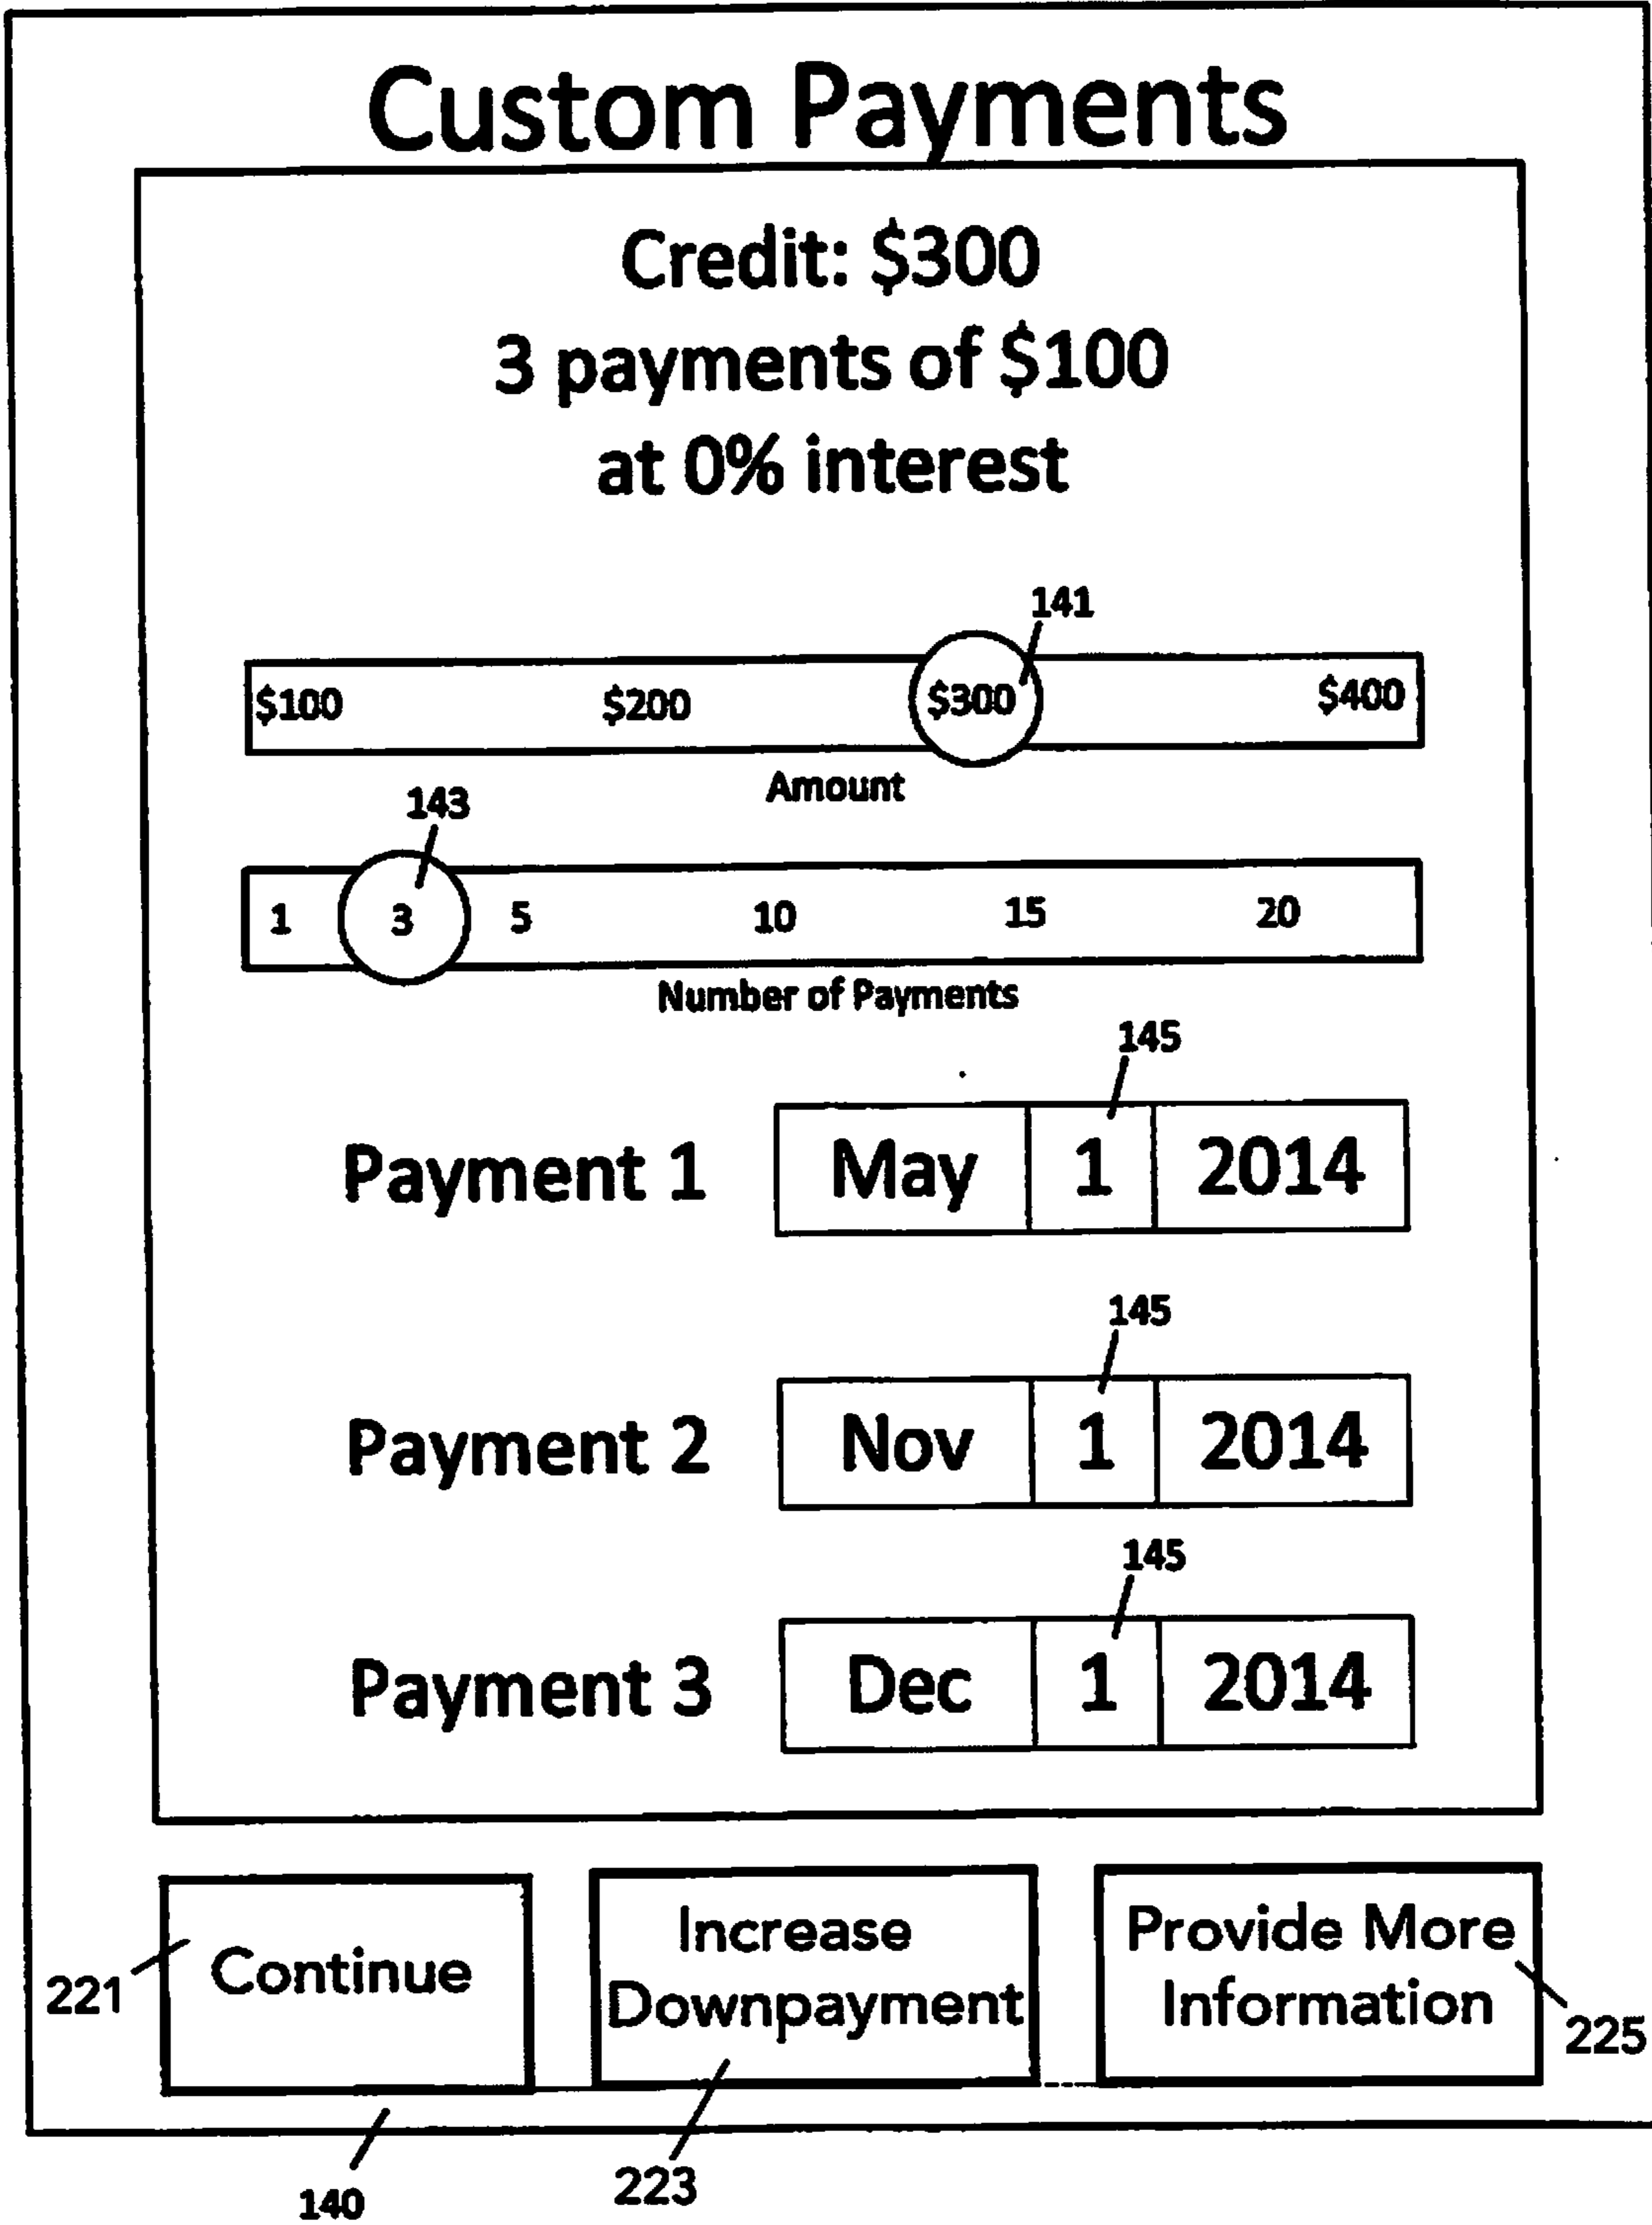 Custom Payments
Credit: $300
3 payments of $100
at 0% interest
141
$100 $200 $300 $400
Amount
143
1 3 5 10 15 20
Number of Payments
145
Payment 1 May 1 2014
145
Payment 2 Nov 1 2014
145
Payment 3 Dec 1 2014
Continue
Increase
Downpayment
Provide More
Information
221
225
223
140